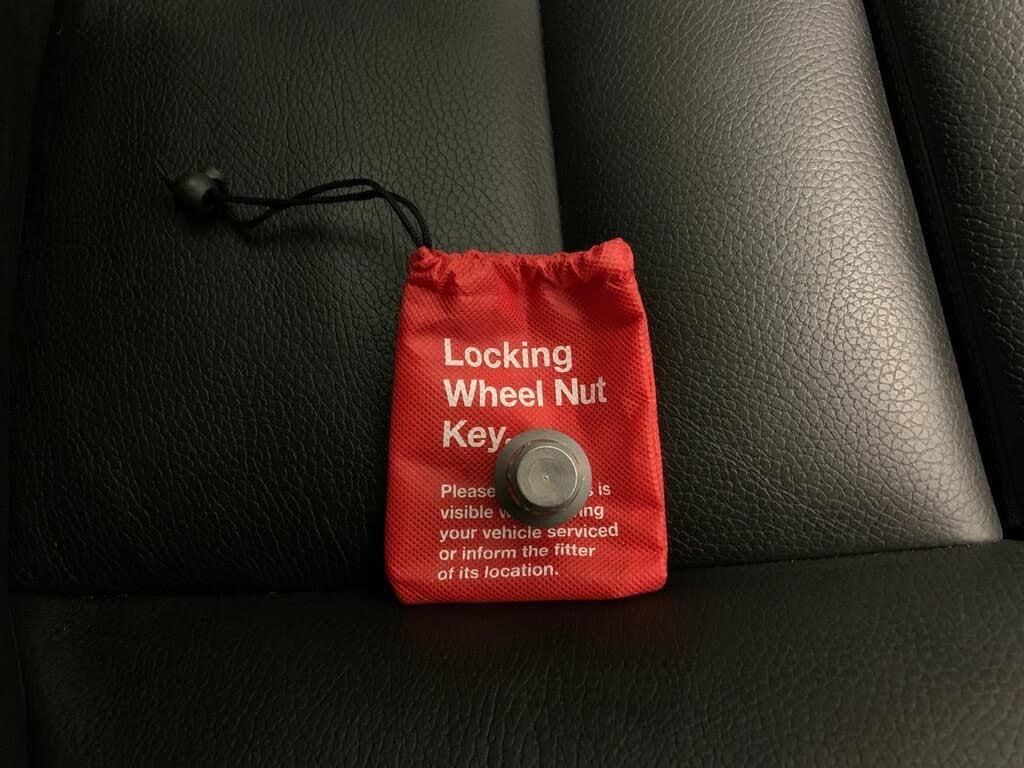 Locking
Wheel Nut
Key.
Please is
visible
your vehicle serviced
or inform the fitter
of its location.